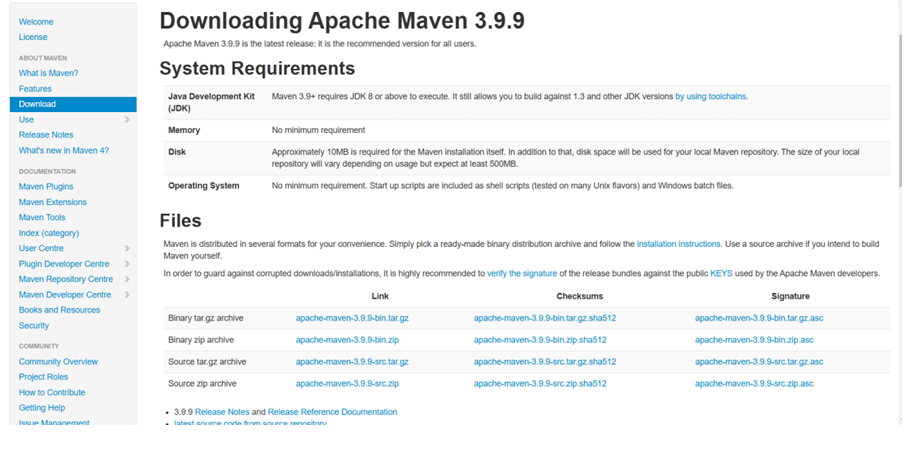 Welcome
License
ABOUT MAVEN
What is Maven?
Features
Download
Use
Release Notes
What's new in Maven 4?
DOCUMENTATION
Maven Plugins
Maven Extensions
Maven Tools
Index (category)
User Centre
Plugin Developer Centre
Maven Repository Centre
Maven Developer Centre
Books and Resources
Security
COMMUNITY
Community Overview
Project Roles
How to Contribute
Getting Help
Issue Management
Downloading Apache Maven 3.9.9
Apache Maven 3.9.9 is the latest release: it is the recommended version for all users.
System Requirements
Java Development Kit (JDK) Maven 3.9+ requires JDK 8 or above to execute. It still allows you to build against 1.3 and other JDK versions by using toolchains.
Memory No minimum requirement
Disk Approximately 10MB is required for the Maven installation itself. In addition to that, disk space will be used for your local Maven repository. The size of your local
repository will vary depending on usage but expect at least 500MB.
Operating System No minimum requirement. Start up scripts are included as shell scripts (tested on many Unix flavors) and Windows batch files.
Files
Maven is distributed in several formats for your convenience. Simply pick a ready-made binary distribution archive and follow the installation instructions. Use a source archive if you intend to build
Maven yourself.
In order to guard against corrupted downloads/installations, it is highly recommended to verify the signature of the release bundles against the public KEYS used by the Apache Maven developers.
Link Checksums Signature
Binary tar.gz archive apache-maven-3.9.9-bin.tar.gz apache-maven-3.9.9-bin.tar.gz.sha512 apache-maven-3.9.9-bin.tar.gz.asc
Binary zip archive apache-maven-3.9.9-bin.zip apache-maven-3.9.9-bin.zip.sha512 apache-maven-3.9.9-bin.zip.asc
Source tar.gz archive apache-maven-3.9.9-src.tar.gz apache-maven-3.9.9-src.tar.gz.sha512 apache-maven-3.9.9-src.tar.gz.asc
Source zip archive apache-maven-3.9.9-src.zip apache-maven-3.9.9-src.zip.sha512 apache-maven-3.9.9-src.zip.asc
• 3.9.9 Release Notes and Release Reference Documentation
• latest source code from source repository